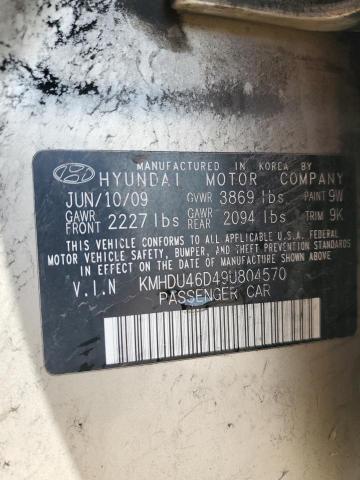 MANUFACTURED IN KOREA BY
HYUNDAI MOTOR COMPANY
JUN/10/09 GVWR 3869 lbs PAINT 9W
GAWR FRONT 2227 lbs GAWR REAR 2094 lbs TRIM 9K
THIS VEHICLE CONFORMS TO ALL APPLICABLE U.S.A. FEDERAL
MOTOR VEHICLE SAFETY, BUMPER, AND THEFT PREVENTION
STANDARDS IN EFFECT ON THE DATE OF MANUFACTURE SHOWN ABOVE.
V.I.N KMHDU46D49U804570
PASSENGER CAR